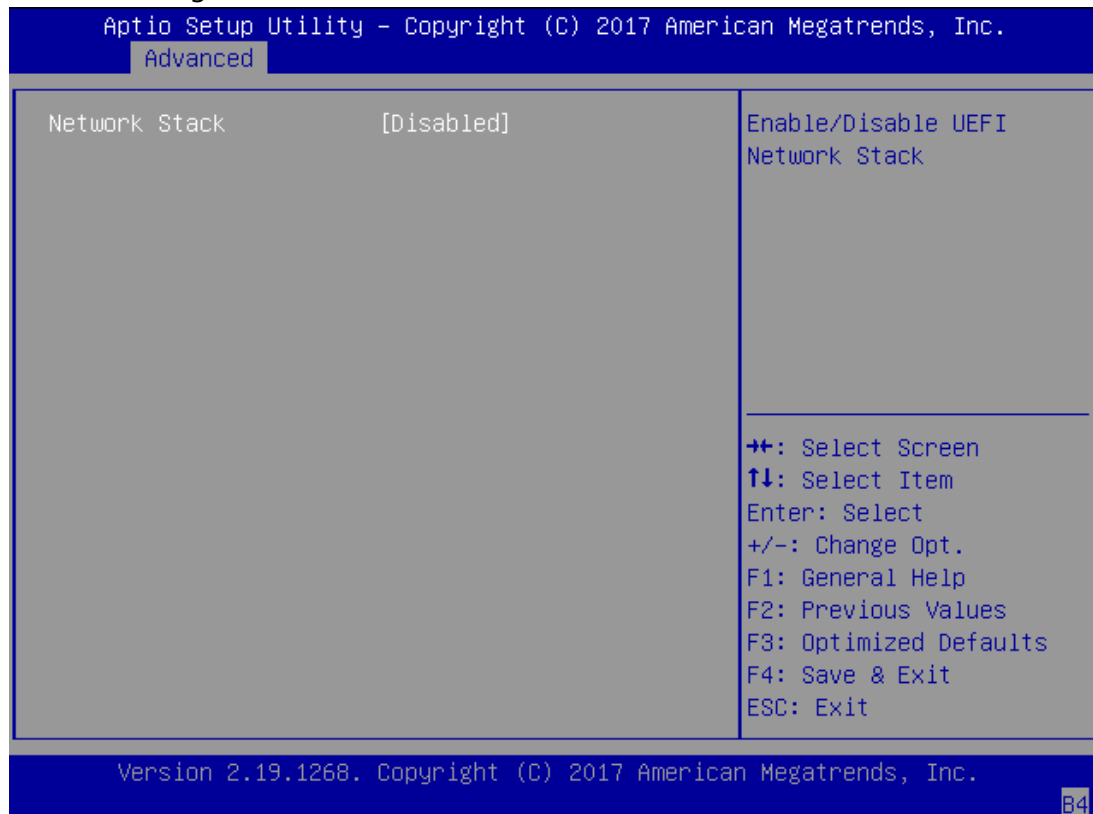 Aptio Setup Utility – Copyright (C) 2017 American Megatrends, Inc.
Advanced
Network Stack [Disabled]
Enable/Disable UEFI
Network Stack
→←: Select Screen
↑↓: Select Item
Enter: Select
+/-: Change Opt.
F1: General Help
F2: Previous Values
F3: Optimized Defaults
F4: Save & Exit
ESC: Exit
Version 2.19.1268. Copyright (C) 2017 American Megatrends, Inc.
B4